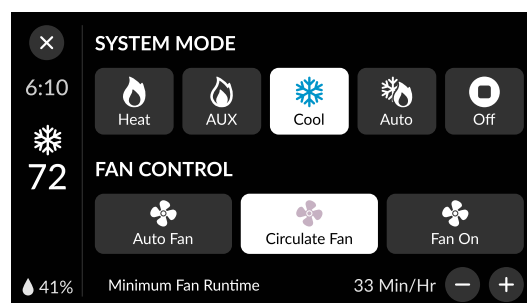 SYSTEM MODE
6:10
Heat AUX Cool Auto Off
72
FAN CONTROL
Auto Fan Circulate Fan Fan On
41% Minimum Fan Runtime 33 Min/Hr − +